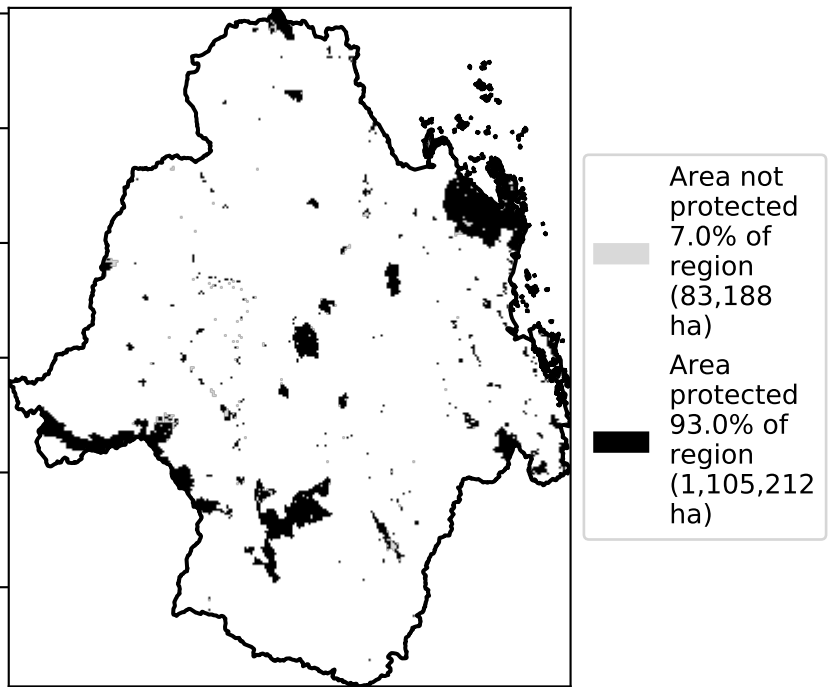 Area not
protected
7.0% of
region
(83,188
ha)
Area
protected
93.0% of
region
(1,105,212
ha)